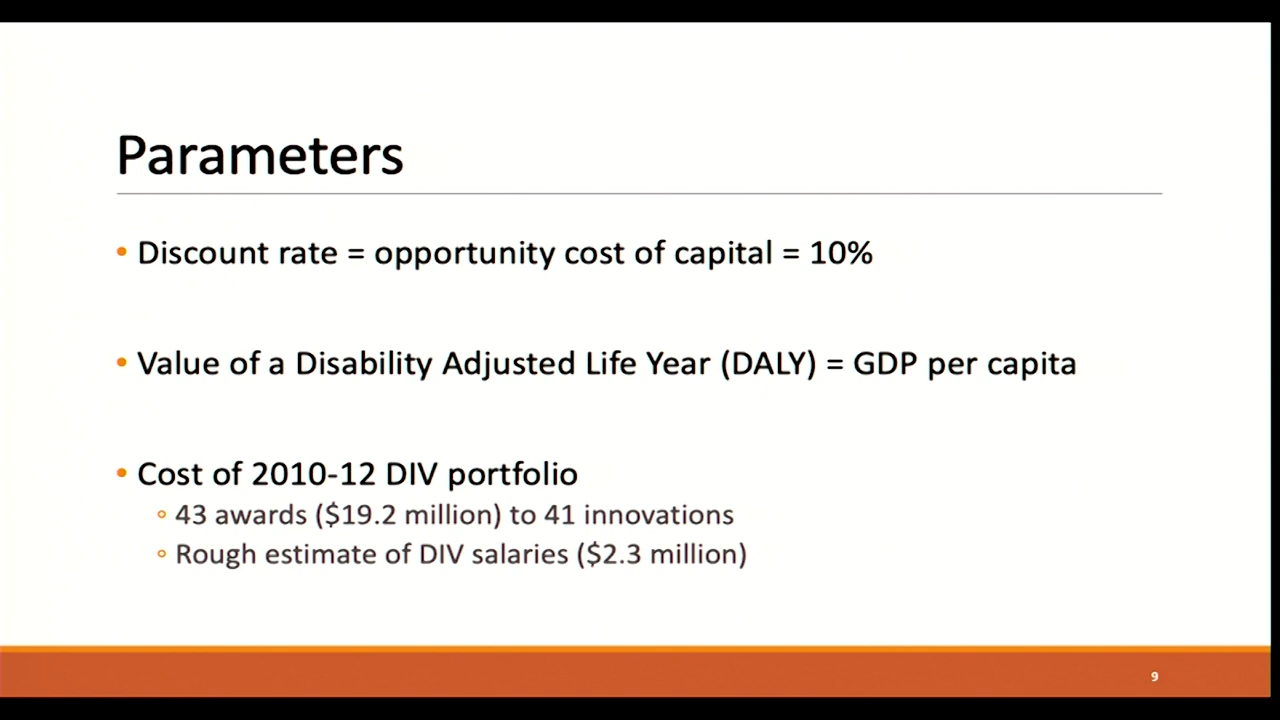 Parameters
• Discount rate = opportunity cost of capital = 10%
• Value of a Disability Adjusted Life Year (DALY) = GDP per capita
• Cost of 2010-12 DIV portfolio
◦ 43 awards ($19.2 million) to 41 innovations
◦ Rough estimate of DIV salaries ($2.3 million)
9